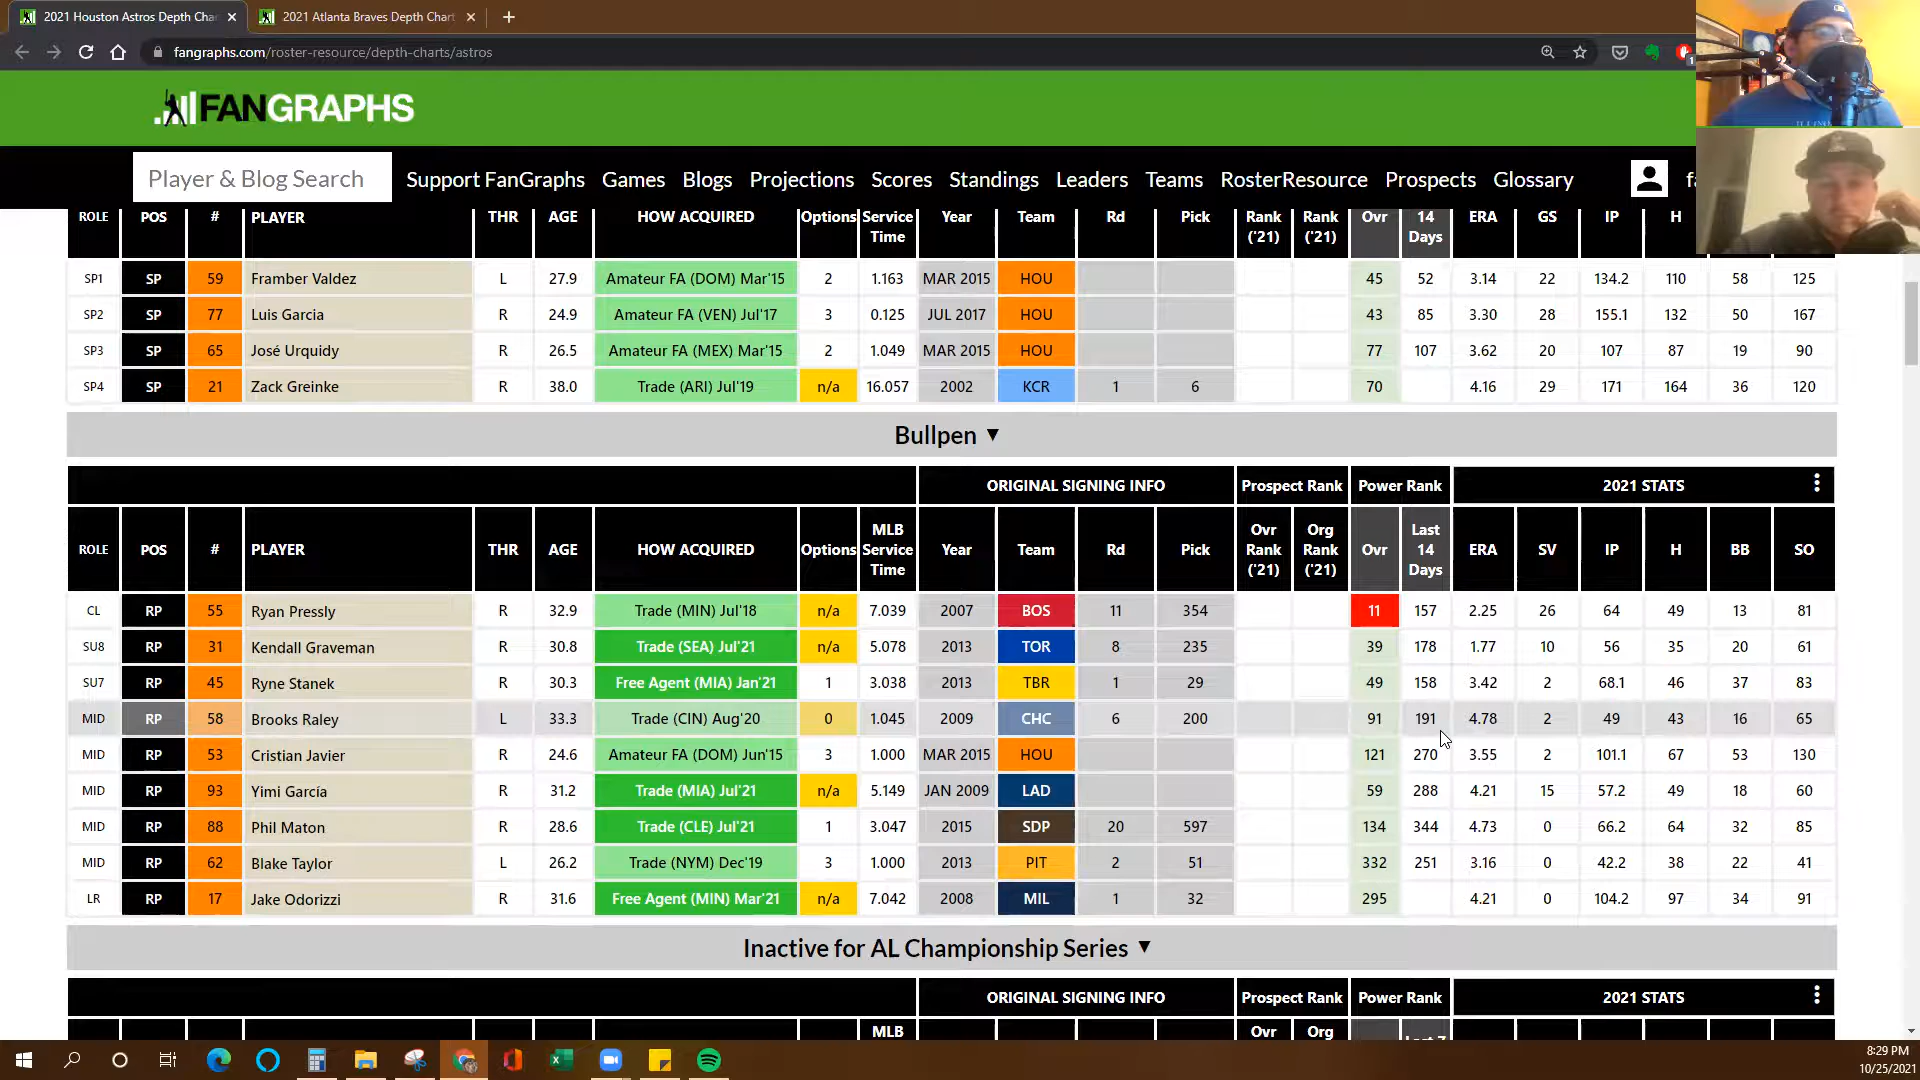 2021 Houston Astros Depth Cha
2021 Atlanta Braves Depth Chart
fangraphs.com/roster-resource/depth-charts/astros
FANGRAPHS
Player & Blog Search Support FanGraphs Games Blogs Projections Scores Standings Leaders Teams RosterResource Prospects Glossary fa
ROLE POS # PLAYER THR AGE HOW ACQUIRED Options Service Time Year Team Rd Pick Rank ('21) Rank ('21) Ovr 14 Days ERA GS IP H
SP1 SP 59 Framber Valdez L 27.9 Amateur FA (DOM) Mar'15 2 1.163 MAR 2015 HOU 45 52 3.14 22 134.2 110 58 125
SP2 SP 77 Luis Garcia R 24.9 Amateur FA (VEN) Jul'17 3 0.125 JUL 2017 HOU 43 85 3.30 28 155.1 132 50 167
SP3 SP 65 José Urquidy R 26.5 Amateur FA (MEX) Mar'15 2 1.049 MAR 2015 HOU 77 107 3.62 20 107 87 19 90
SP4 SP 21 Zack Greinke R 38.0 Trade (ARI) Jul'19 n/a 16.057 2002 KCR 1 6 70 4.16 29 171 164 36 120
Bullpen ▼
ORIGINAL SIGNING INFO Prospect Rank Power Rank 2021 STATS
ROLE POS # PLAYER THR AGE HOW ACQUIRED Options MLB Service Time Year Team Rd Pick Ovr Rank ('21) Org Rank ('21) Ovr Last 14 Days ERA SV IP H BB SO
CL RP 55 Ryan Pressly R 32.9 Trade (MIN) Jul'18 n/a 7.039 2007 BOS 11 354 11 157 2.25 26 64 49 13 81
SU8 RP 31 Kendall Graveman R 30.8 Trade (SEA) Jul'21 n/a 5.078 2013 TOR 8 235 39 178 1.77 10 56 35 20 61
SU7 RP 45 Ryne Stanek R 30.3 Free Agent (MIA) Jan'21 1 3.038 2013 TBR 1 29 49 158 3.42 2 68.1 46 37 83
MID RP 58 Brooks Raley L 33.3 Trade (CIN) Aug'20 0 1.045 2009 CHC 6 200 91 191 4.78 2 49 43 16 65
MID RP 53 Cristian Javier R 24.6 Amateur FA (DOM) Jun'15 3 1.000 MAR 2015 HOU 121 270 3.55 2 101.1 67 53 130
MID RP 93 Yimi García R 31.2 Trade (MIA) Jul'21 n/a 5.149 JAN 2009 LAD 59 288 4.21 15 57.2 49 18 60
MID RP 88 Phil Maton R 28.6 Trade (CLE) Jul'21 1 3.047 2015 SDP 20 597 134 344 4.73 0 66.2 64 32 85
MID RP 62 Blake Taylor L 26.2 Trade (NYM) Dec'19 3 1.000 2013 PIT 2 51 332 251 3.16 0 42.2 38 22 41
LR RP 17 Jake Odorizzi R 31.6 Free Agent (MIN) Mar'21 n/a 7.042 2008 MIL 1 32 295 4.21 0 104.2 97 34 91
Inactive for AL Championship Series ▼
ORIGINAL SIGNING INFO Prospect Rank Power Rank 2021 STATS
MLB Ovr Org
8:29 PM
10/25/2021